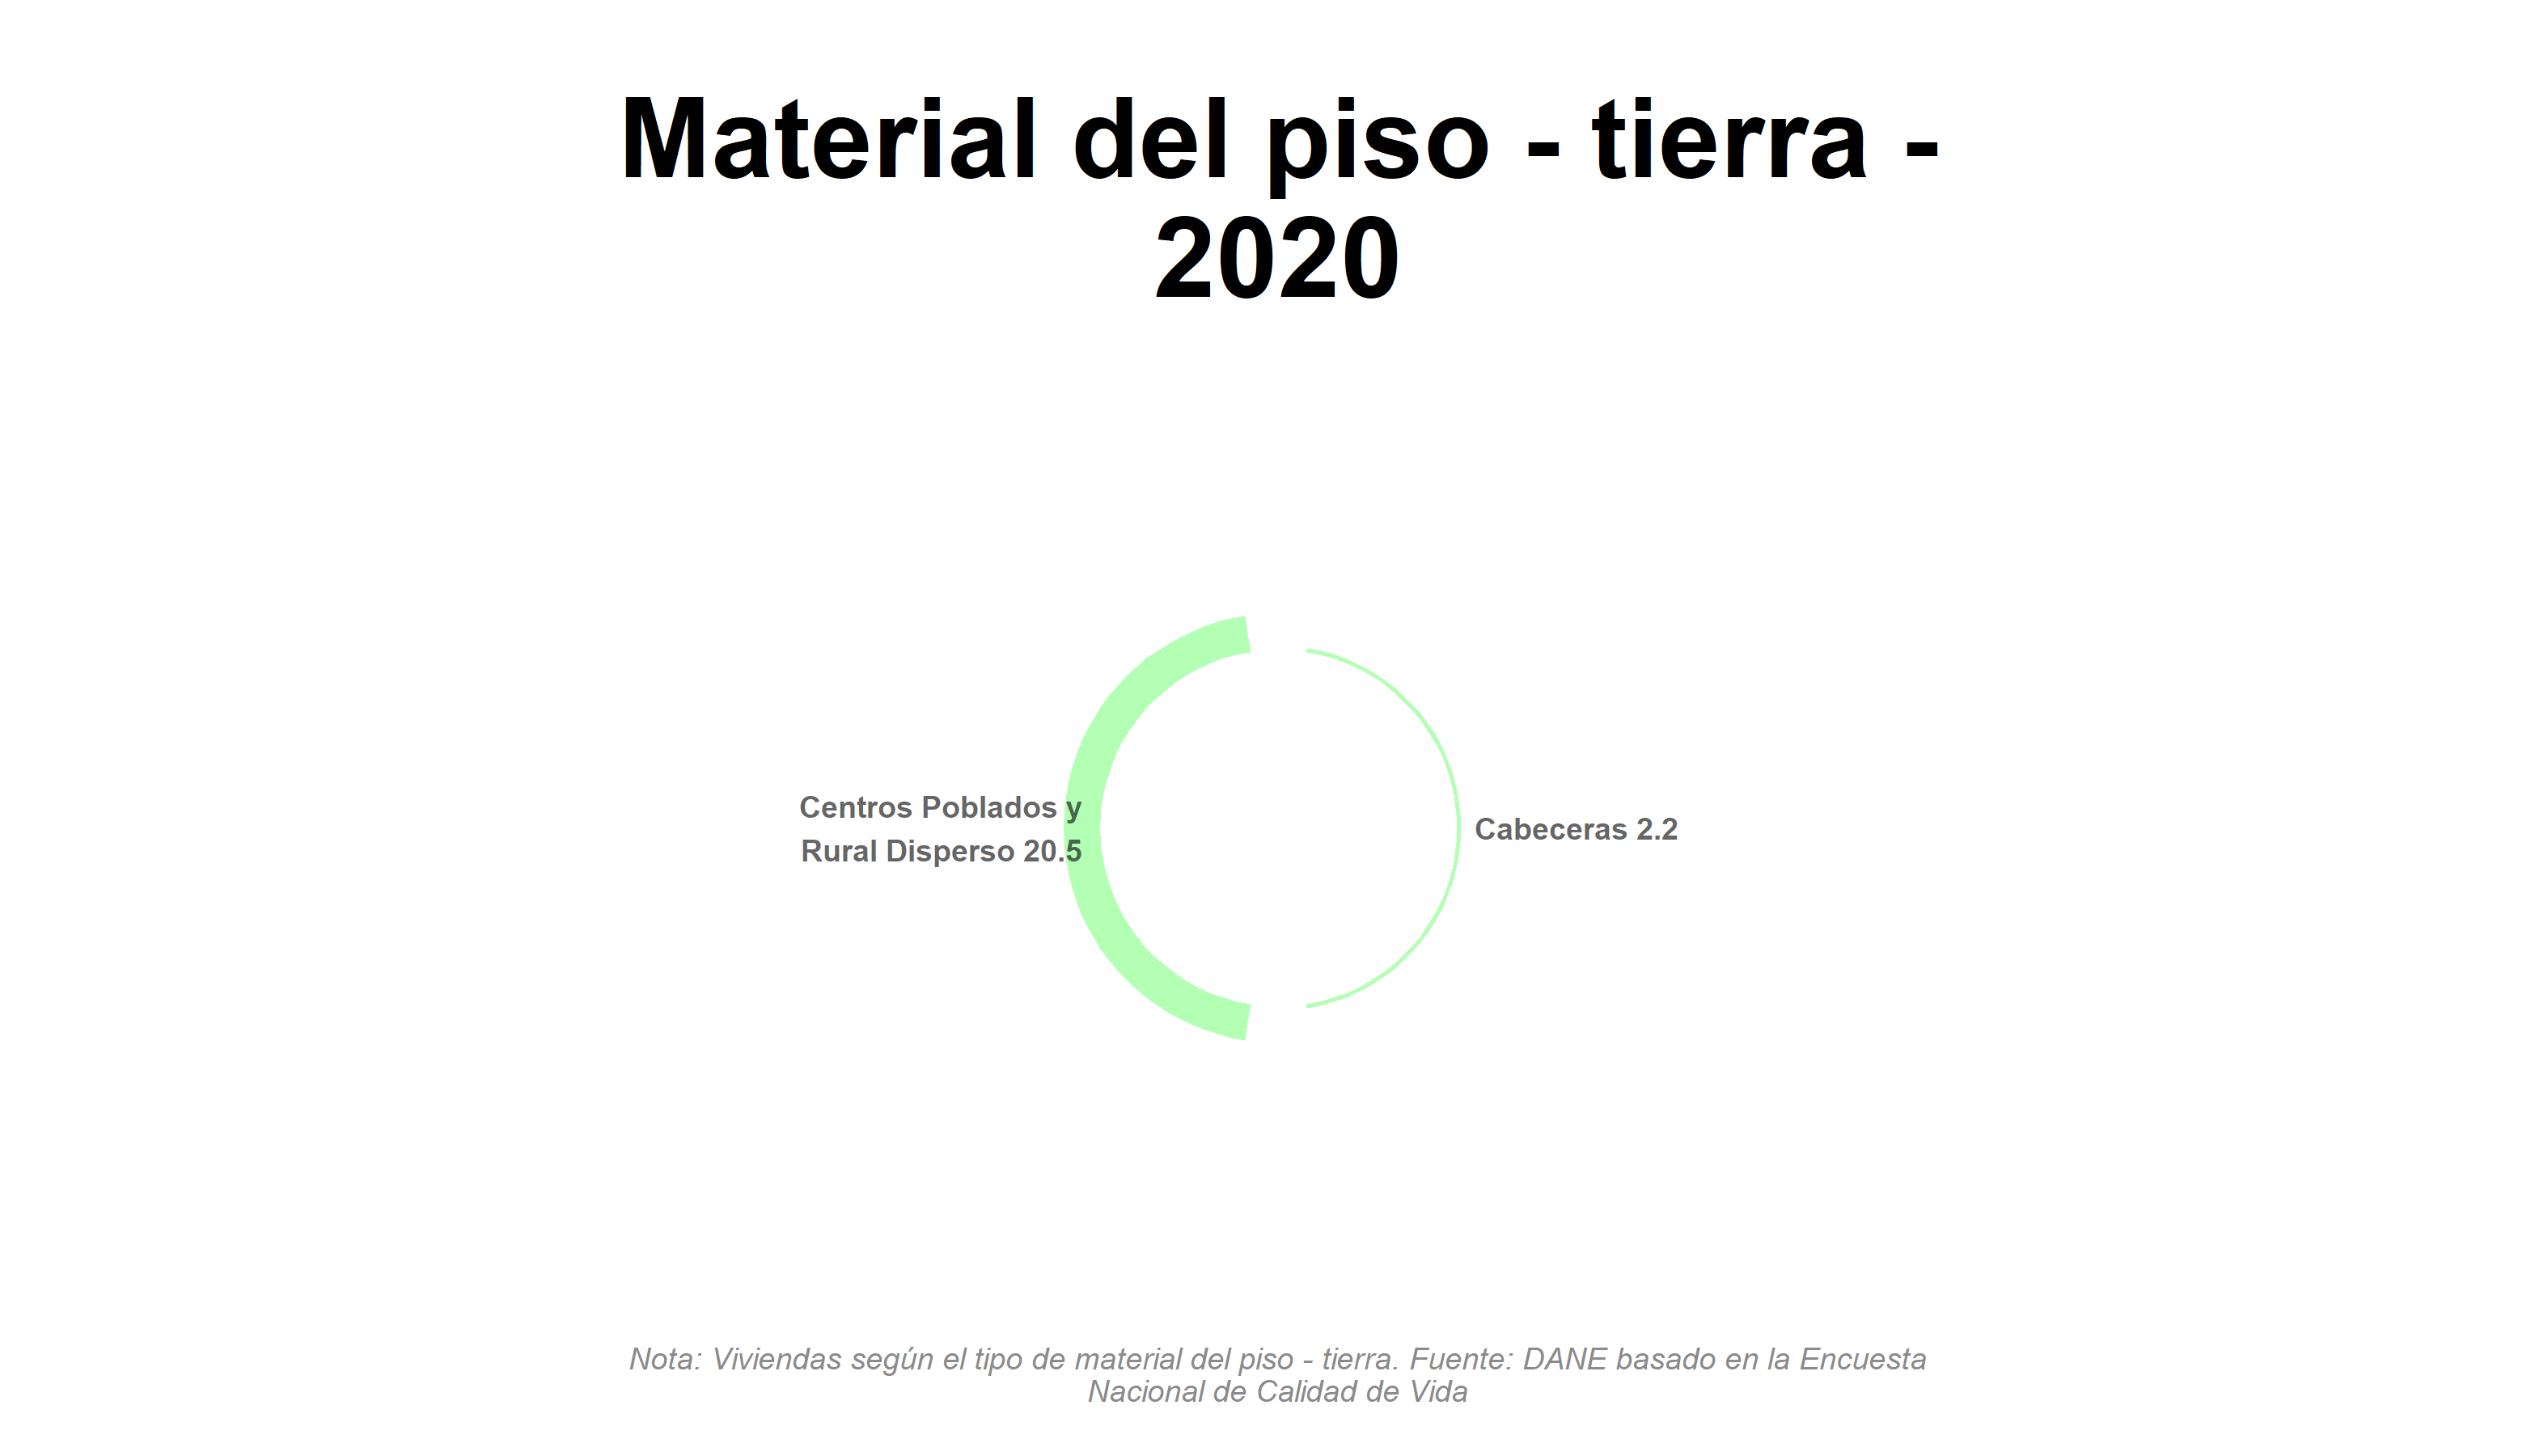 Material del piso - tierra -
2020
Centros Poblados y
Rural Disperso 20.5
Cabeceras 2.2
Nota: Viviendas según el tipo de material del piso - tierra. Fuente: DANE basado en la Encuesta
Nacional de Calidad de Vida